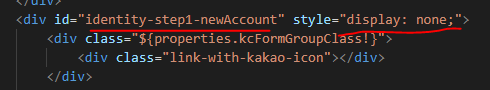 </div>
<div id="identity-step1-newAccount" style="display: none;">
<div class="${properties.kcFormGroupClass!}">
<div class="link-with-kakao-icon"></div>
</div>